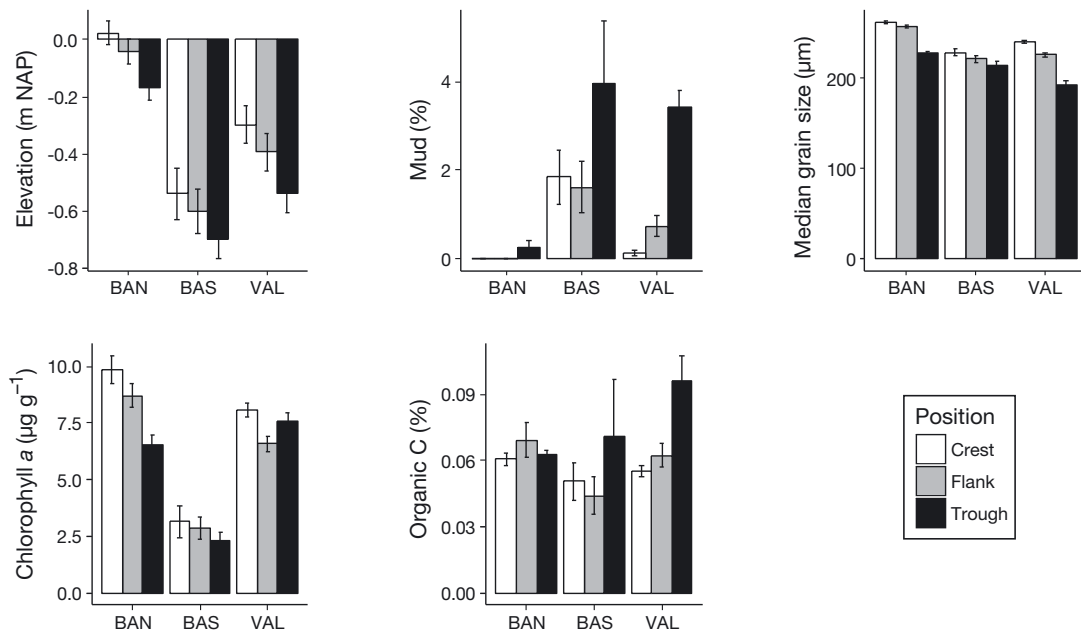 Elevation (m NAP)
0.0
-0.2
-0.4
-0.6
-0.8
BAN BAS VAL
Mud (%)
4
2
0
BAN BAS VAL
Median grain size (µm)
200
100
0
BAN BAS VAL
Chlorophyll a (µg g⁻¹)
10.0
7.5
5.0
2.5
0.0
BAN BAS VAL
Organic C (%)
0.09
0.06
0.03
0.00
BAN BAS VAL
Position
Crest
Flank
Trough